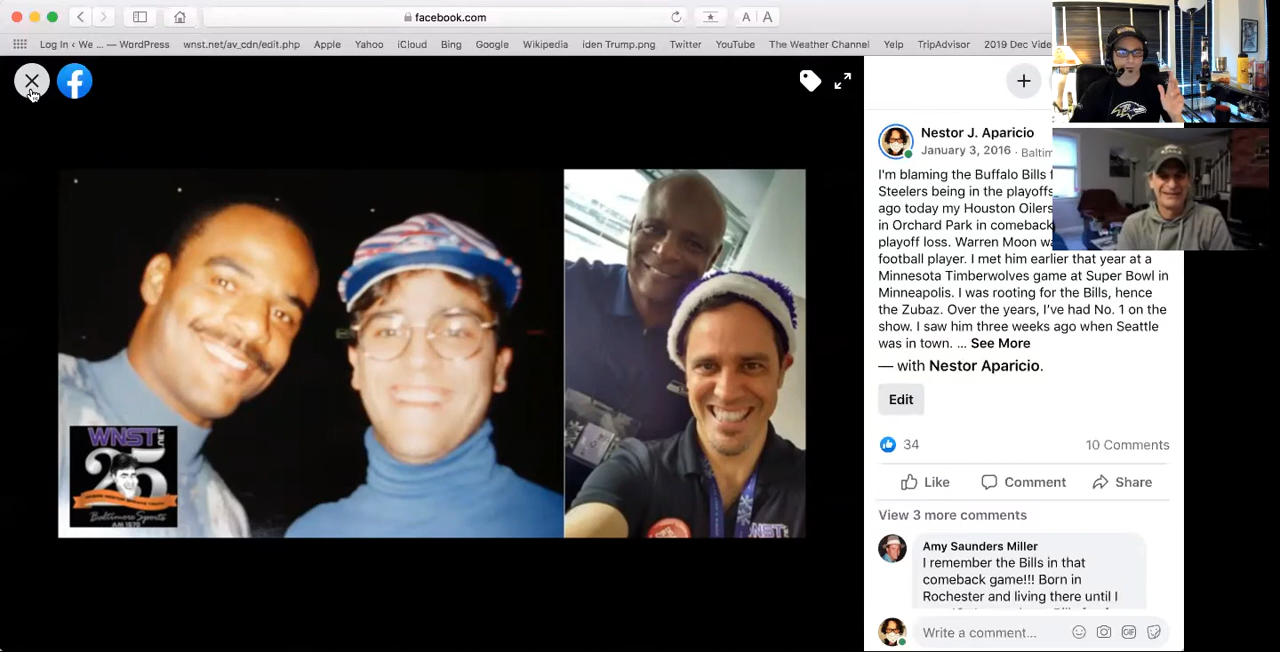 facebook.com
A A
Log In ‹ We ... — WordPress wnst.net/av_cdn/edit.php Apple Yahoo iCloud Bing Google Wikipedia iden Trump.png Twitter YouTube The Weather Channel Yelp TripAdvisor 2019 Dec Vide
Nestor J. Aparicio
January 3, 2016 · Baltim
I'm blaming the Buffalo Bills f
Steelers being in the playoffs
ago today my Houston Oilers
in Orchard Park in comeback
playoff loss. Warren Moon wa
football player. I met him earlier that year at a
Minnesota Timberwolves game at Super Bowl in
Minneapolis. I was rooting for the Bills, hence
the Zubaz. Over the years, I've had No. 1 on the
show. I saw him three weeks ago when Seattle
was in town. ... See More
— with Nestor Aparicio.
Edit
34 10 Comments
Like Comment Share
View 3 more comments
Amy Saunders Miller
I remember the Bills in that
comeback game!!! Born in
Rochester and living there until I
Write a comment...
GIF
WNST.NET
25
Baltimore Sports
AM 1570
WNST